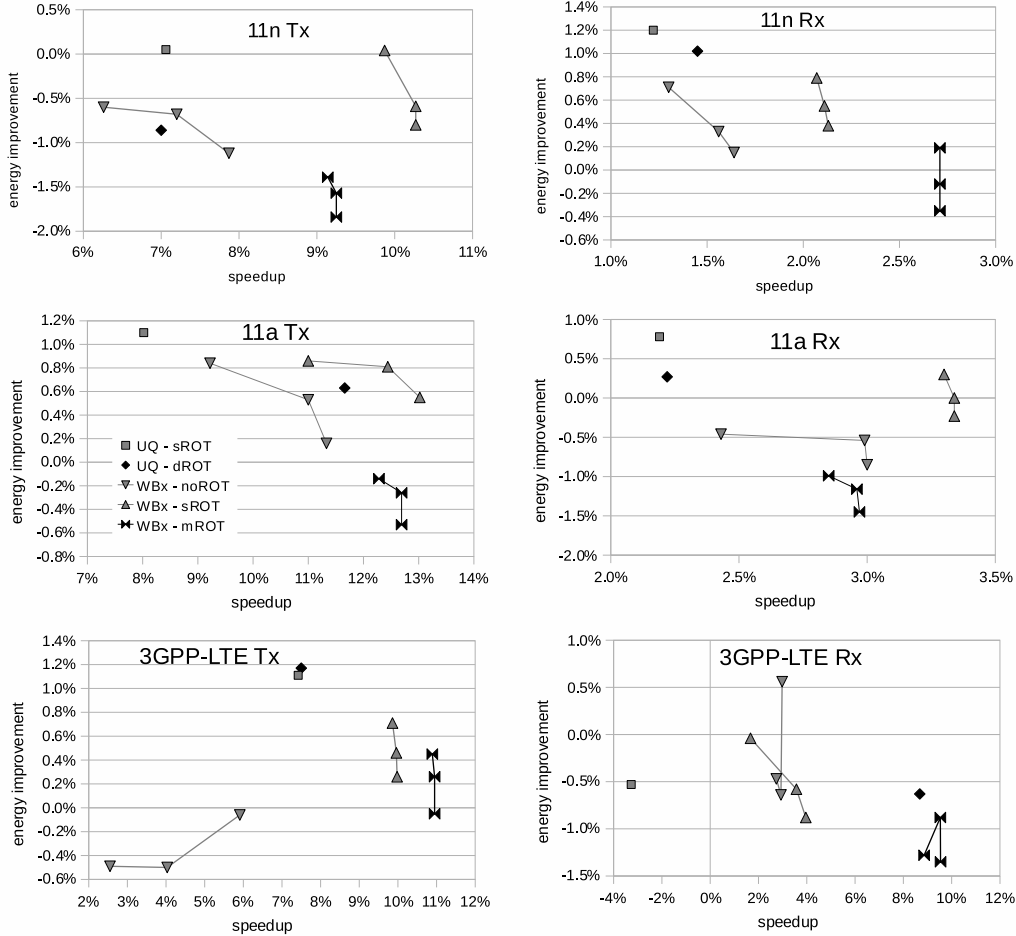 11n Tx
energy improvement
0.5%
0.0%
-0.5%
-1.0%
-1.5%
-2.0%
6% 7% 8% 9% 10% 11%
speedup
11n Rx
energy improvement
1.4%
1.2%
1.0%
0.8%
0.6%
0.4%
0.2%
0.0%
-0.2%
-0.4%
-0.6%
1.0% 1.5% 2.0% 2.5% 3.0%
speedup
11a Tx
energy improvement
1.2%
1.0%
0.8%
0.6%
0.4%
0.2%
0.0%
-0.2%
-0.4%
-0.6%
-0.8%
UQ - sROT
UQ - dROT
WBx - noROT
WBx - sROT
WBx - mROT
7% 8% 9% 10% 11% 12% 13% 14%
speedup
11a Rx
energy improvement
1.0%
0.5%
0.0%
-0.5%
-1.0%
-1.5%
-2.0%
2.0% 2.5% 3.0% 3.5%
speedup
3GPP-LTE Tx
energy improvement
1.4%
1.2%
1.0%
0.8%
0.6%
0.4%
0.2%
0.0%
-0.2%
-0.4%
-0.6%
2% 3% 4% 5% 6% 7% 8% 9% 10% 11% 12%
speedup
3GPP-LTE Rx
energy improvement
1.0%
0.5%
0.0%
-0.5%
-1.0%
-1.5%
-4% -2% 0% 2% 4% 6% 8% 10% 12%
speedup